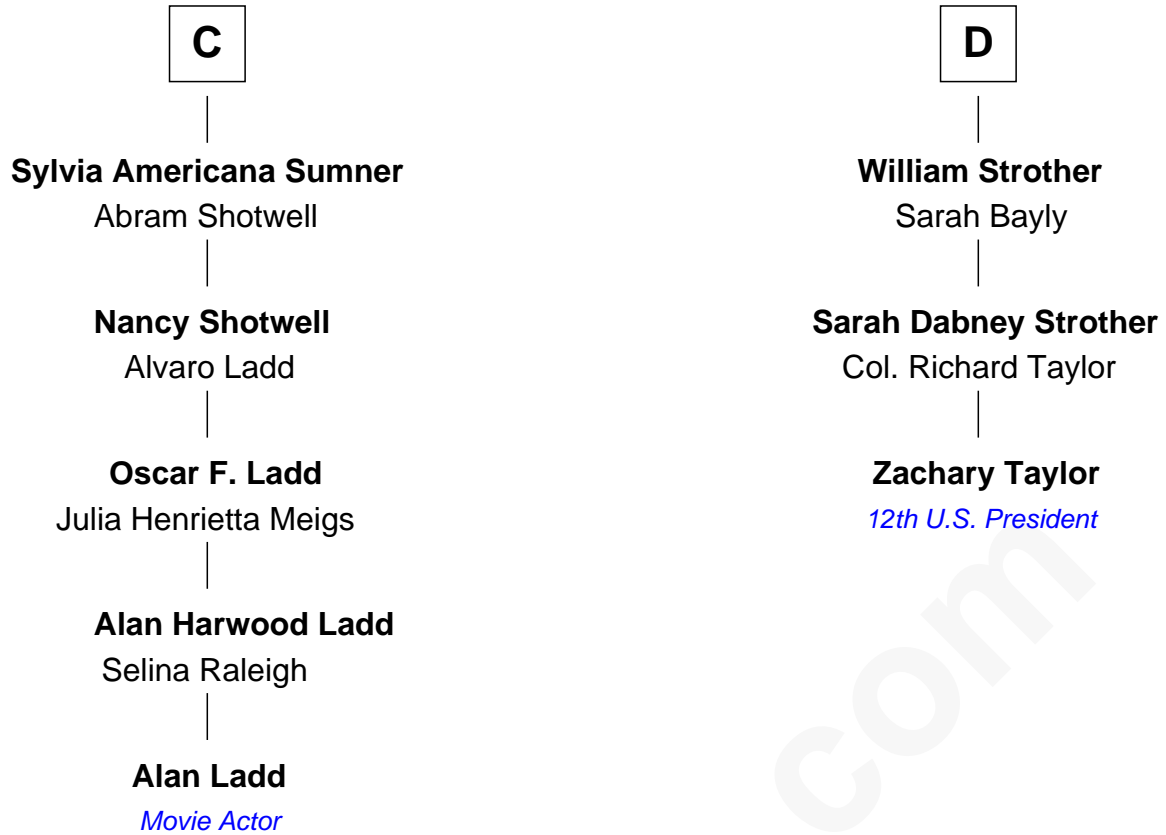 C
Sylvia Americana Sumner
Abram Shotwell
Nancy Shotwell
Alvaro Ladd
Oscar F. Ladd
Julia Henrietta Meigs
Alan Harwood Ladd
Selina Raleigh
Alan Ladd
Movie Actor
D
William Strother
Sarah Bayly
Sarah Dabney Strother
Col. Richard Taylor
Zachary Taylor
12th U.S. President
com